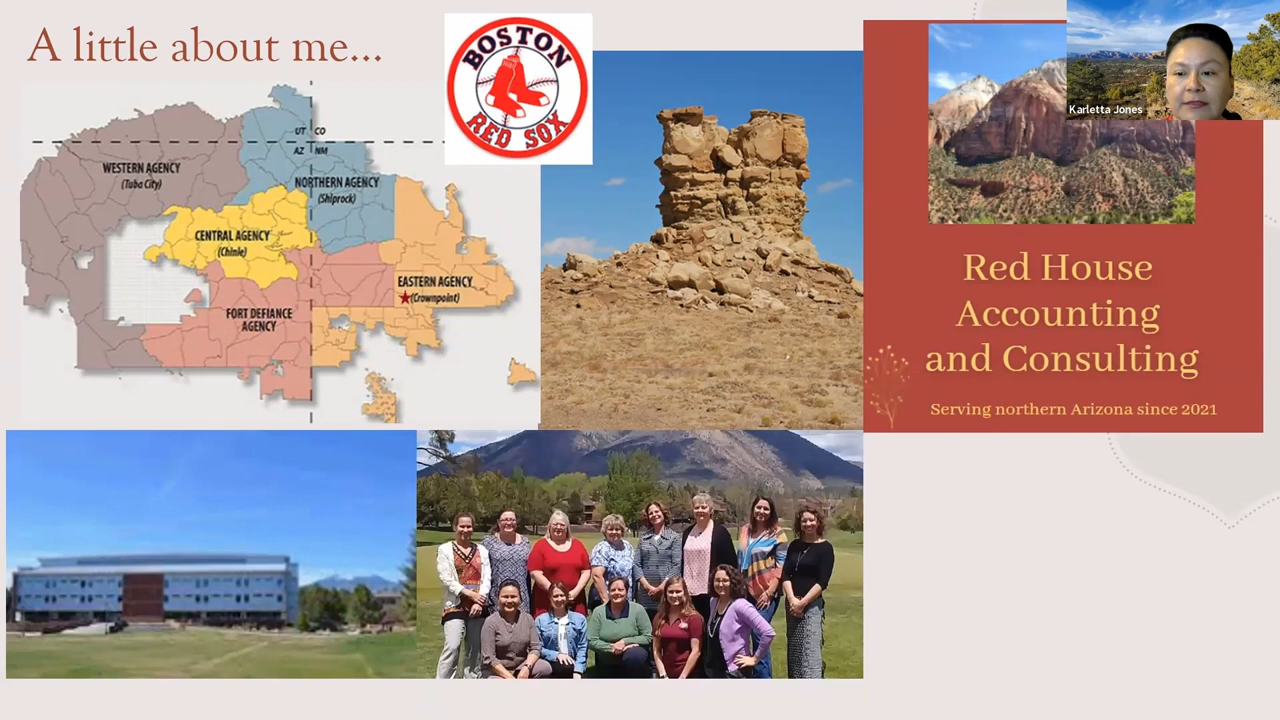 A little about me...
BOSTON
RED SOX
Karletta Jones
UT CO
AZ NM
WESTERN AGENCY
(Tuba City)
NORTHERN AGENCY
(Shiprock)
CENTRAL AGENCY
(Chinle)
EASTERN AGENCY
(Crownpoint)
FORT DEFIANCE
AGENCY
Red House
Accounting
and Consulting
Serving northern Arizona since 2021